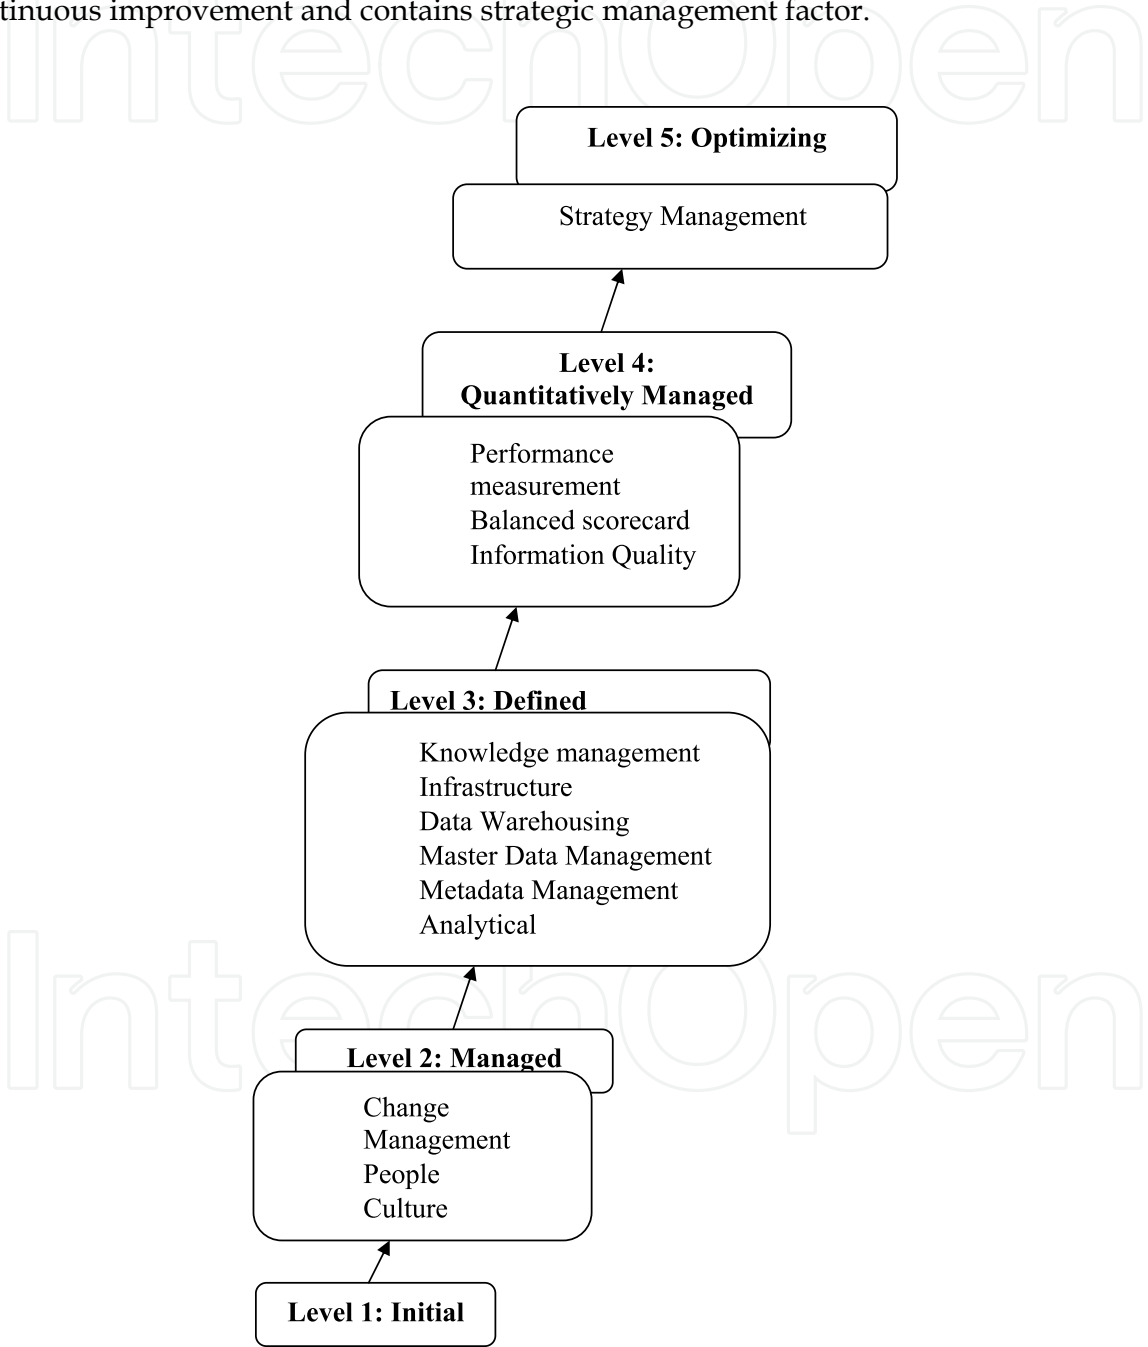 tinuous improvement and contains strategic management factor.
IntechOpen
Level 5: Optimizing
Strategy Management
Level 4:
Quantitatively Managed
Performance
measurement
Balanced scorecard
Information Quality
Level 3: Defined
Knowledge management
Infrastructure
Data Warehousing
Master Data Management
Metadata Management
Analytical
IntechOpen
Level 2: Managed
Change
Management
People
Culture
Level 1: Initial